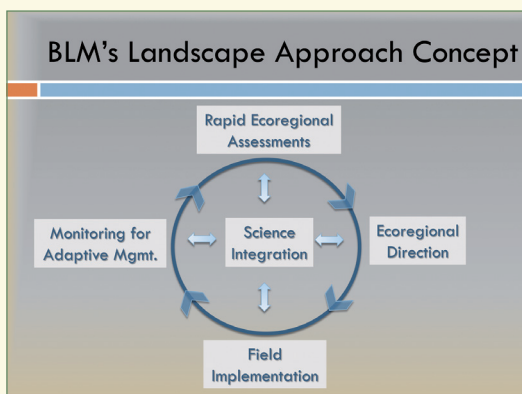 BLM's Landscape Approach Concept
Rapid Ecoregional
Assessments
Monitoring for
Adaptive Mgmt.
Science
Integration
Ecoregional
Direction
Field
Implementation